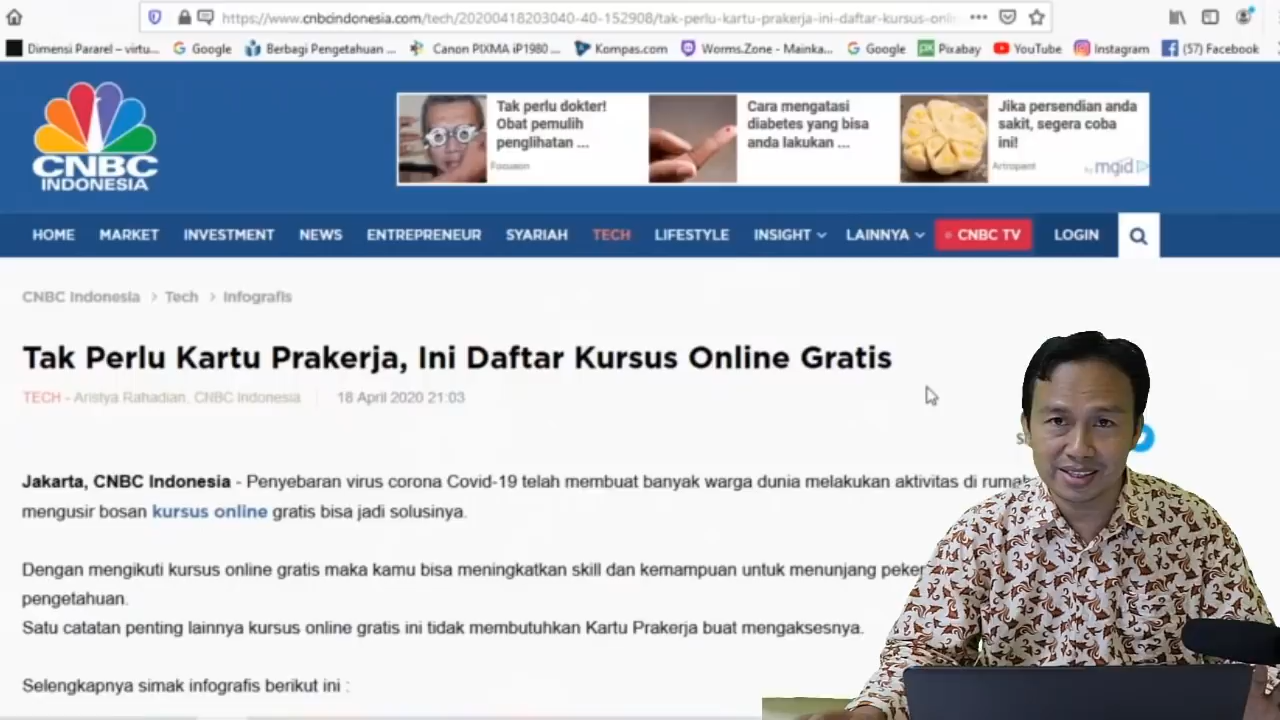 https://www.cnbcindonesia.com/tech/20200418203040-40-152908/tak-perlu-kartu-prakerja-ini-daftar-kursus-onli
Dimensi Pararel – virtu...
Google
Berbagi Pengetahuan ...
Canon PIXMA iP1980 ...
Kompas.com
Worms.Zone - Mainka...
Google
Pixabay
YouTube
Instagram
(57) Facebook
CNBC
INDONESIA
Tak perlu dokter!
Obat pemulih
penglihatan ...
Focuson
Cara mengatasi
diabetes yang bisa
anda lakukan ...
Jika persendian anda
sakit, segera coba
ini!
Artropant
by mgid
HOME MARKET INVESTMENT NEWS ENTREPRENEUR SYARIAH TECH LIFESTYLE INSIGHT LAINNYA CNBC TV LOGIN
CNBC Indonesia > Tech > Infografis
Tak Perlu Kartu Prakerja, Ini Daftar Kursus Online Gratis
TECH - Aristya Rahadian, CNBC Indonesia 18 April 2020 21:03
Jakarta, CNBC Indonesia - Penyebaran virus corona Covid-19 telah membuat banyak warga dunia melakukan aktivitas di rumah
mengusir bosan kursus online gratis bisa jadi solusinya.
Dengan mengikuti kursus online gratis maka kamu bisa meningkatkan skill dan kemampuan untuk menunjang peker
pengetahuan.
Satu catatan penting lainnya kursus online gratis ini tidak membutuhkan Kartu Prakerja buat mengaksesnya.
Selengkapnya simak infografis berikut ini :